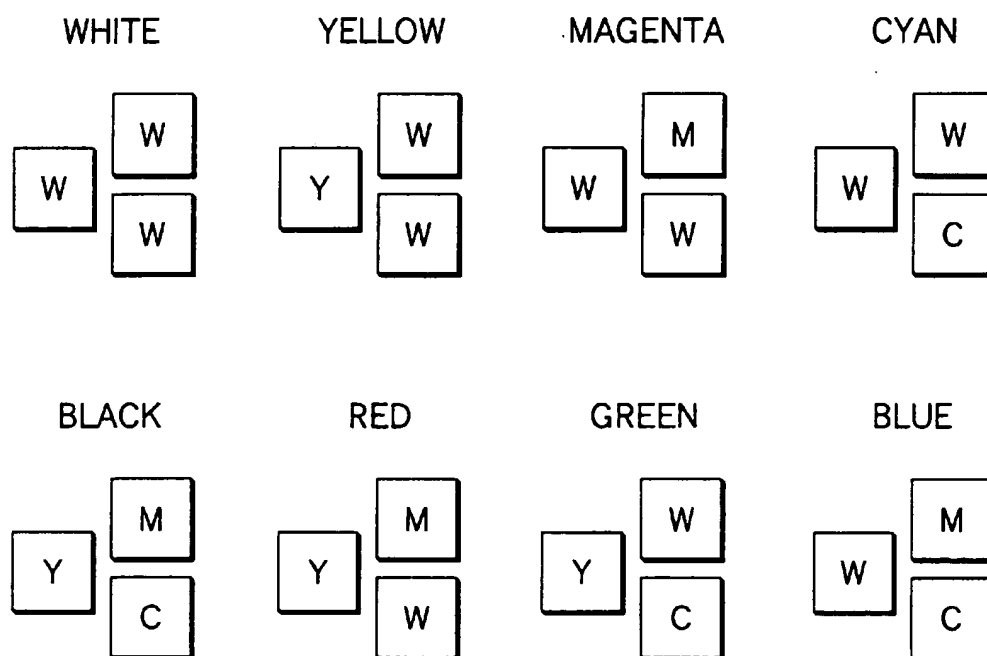 WHITE YELLOW MAGENTA CYAN
W W M W
W Y W W
W W W C
BLACK RED GREEN BLUE
M M W M
Y Y Y W
C W C C